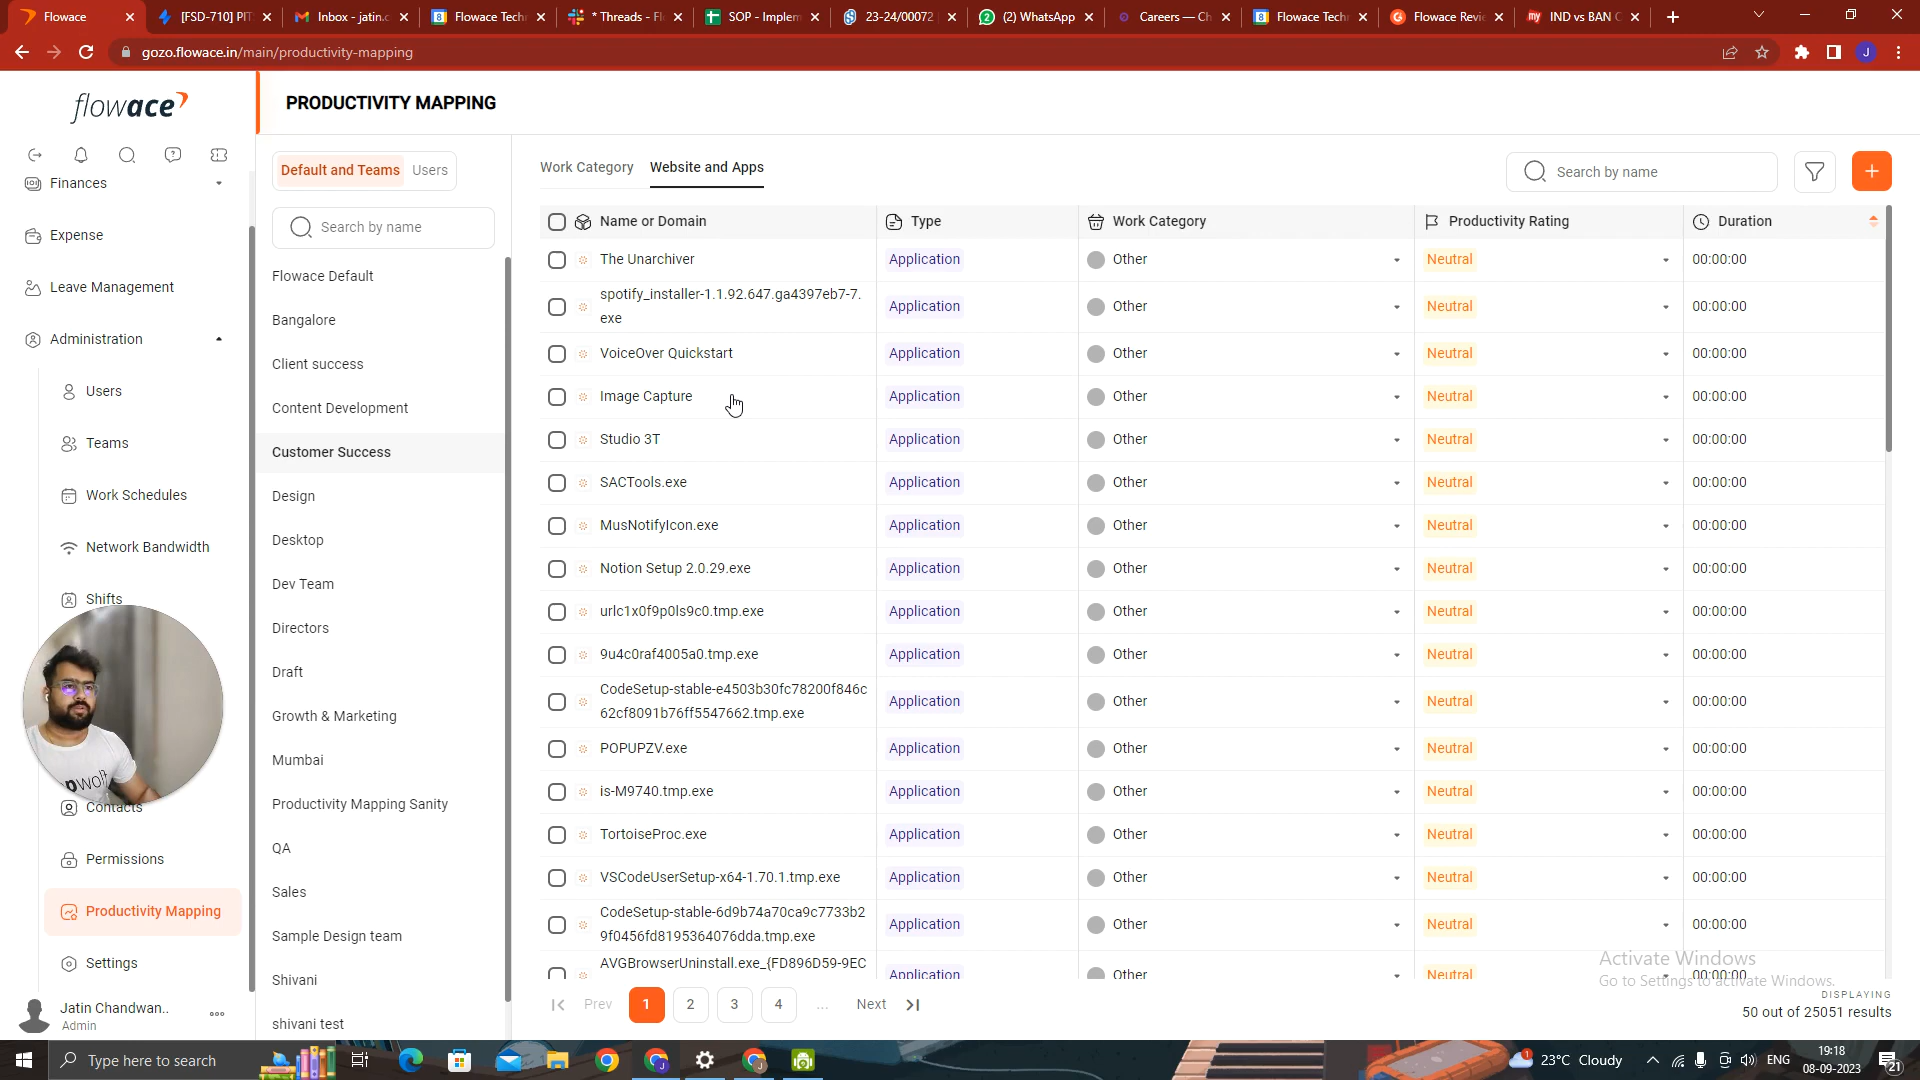 Flowace
[FSD-710] PIT
Inbox - jatin.c
Flowace Tech
* Threads - Fl
SOP - Implem
23-24/00072
(2) WhatsApp
Careers — Ch
Flowace Tech
Flowace Revie
IND vs BAN C
gozo.flowace.in/main/productivity-mapping
J
flowace
PRODUCTIVITY MAPPING
Finances
Expense
Leave Management
Administration
Users
Teams
Work Schedules
Network Bandwidth
Shifts
Contacts
Permissions
Productivity Mapping
Settings
Jatin Chandwan..
Admin
Default and Teams Users
Search by name
Flowace Default
Bangalore
Client success
Content Development
Customer Success
Design
Desktop
Dev Team
Directors
Draft
Growth & Marketing
Mumbai
Productivity Mapping Sanity
QA
Sales
Sample Design team
Shivani
shivani test
Work Category Website and Apps
Search by name
Name or Domain Type Work Category Productivity Rating Duration
The Unarchiver Application Other Neutral 00:00:00
spotify_installer-1.1.92.647.ga4397eb7-7.
exe Application Other Neutral 00:00:00
VoiceOver Quickstart Application Other Neutral 00:00:00
Image Capture Application Other Neutral 00:00:00
Studio 3T Application Other Neutral 00:00:00
SACTools.exe Application Other Neutral 00:00:00
MusNotifyIcon.exe Application Other Neutral 00:00:00
Notion Setup 2.0.29.exe Application Other Neutral 00:00:00
urlc1x0f9p0ls9c0.tmp.exe Application Other Neutral 00:00:00
9u4c0raf4005a0.tmp.exe Application Other Neutral 00:00:00
CodeSetup-stable-e4503b30fc78200f846c
62cf8091b76ff5547662.tmp.exe Application Other Neutral 00:00:00
POPUPZV.exe Application Other Neutral 00:00:00
is-M9740.tmp.exe Application Other Neutral 00:00:00
TortoiseProc.exe Application Other Neutral 00:00:00
VSCodeUserSetup-x64-1.70.1.tmp.exe Application Other Neutral 00:00:00
CodeSetup-stable-6d9b74a70ca9c7733b2
9f0456fd8195364076dda.tmp.exe Application Other Neutral 00:00:00
AVGBrowserUninstall.exe_{FD896D59-9EC
Application Other Neutral 00:00:00
Activate Windows
Go to Settings to activate Windows.
Prev 1 2 3 4 ... Next
DISPLAYING
50 out of 25051 results
Type here to search
23°C Cloudy
ENG
19:18
08-09-2023
21